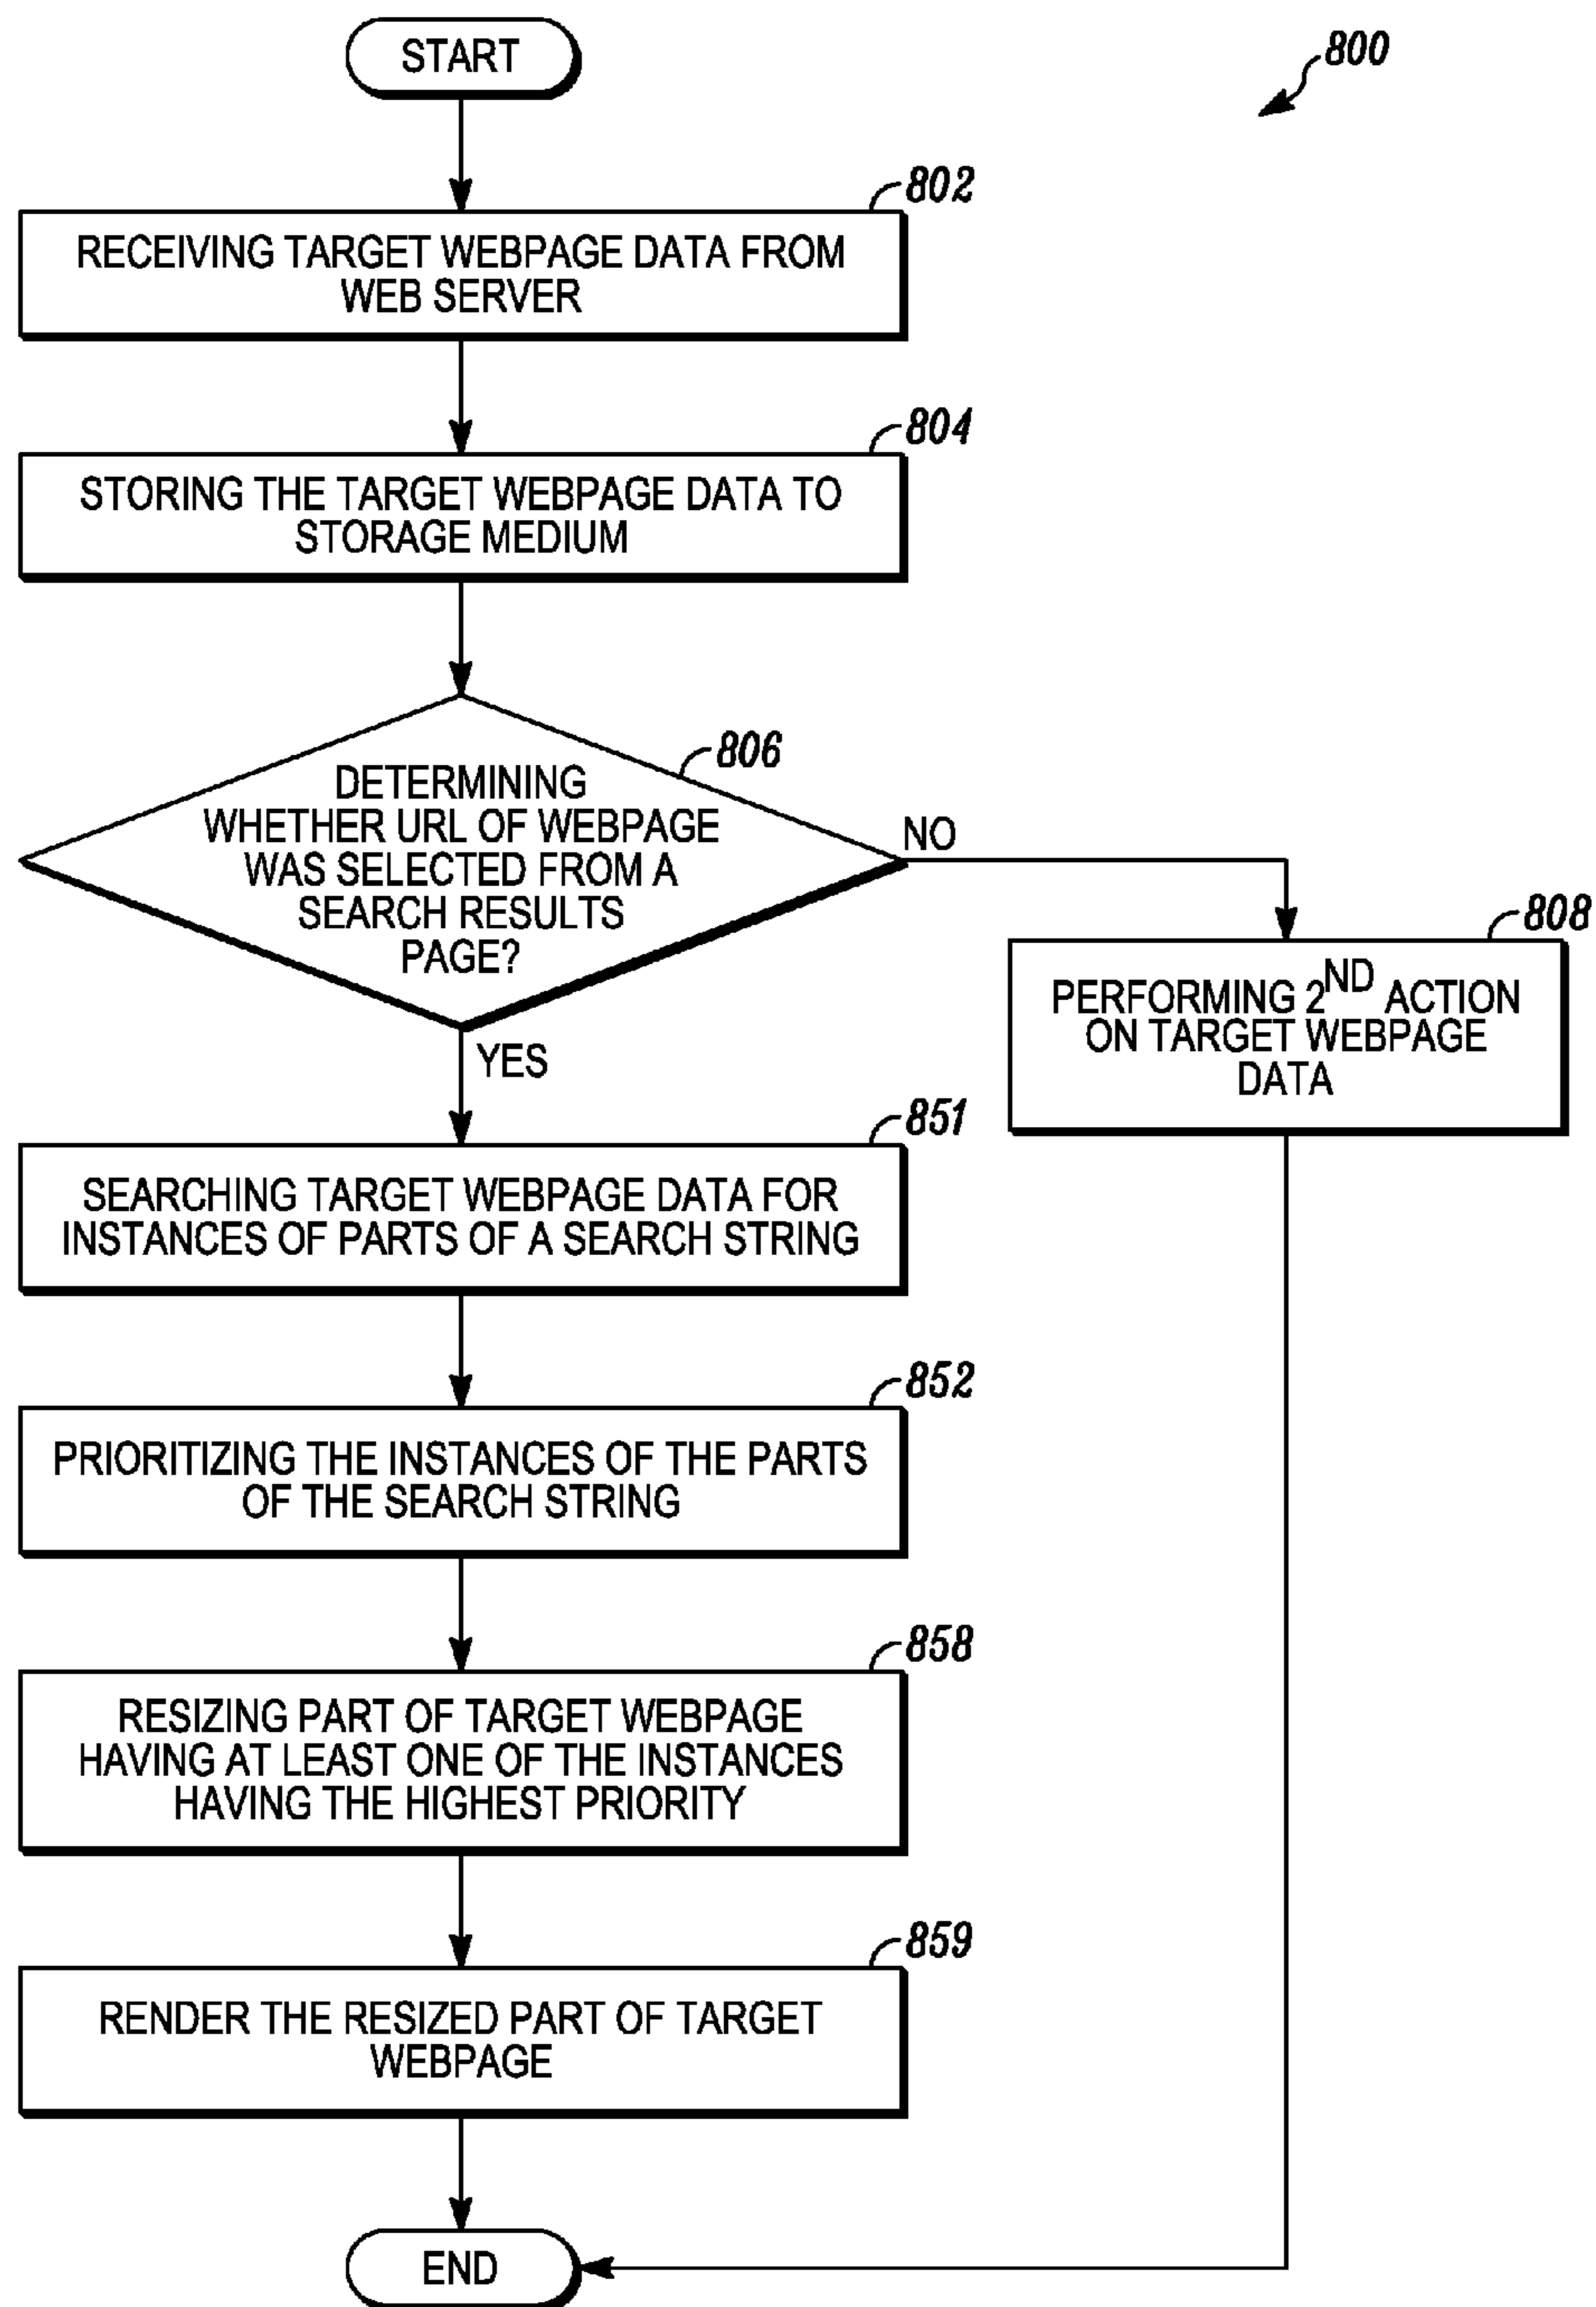 START
800
802
RECEIVING TARGET WEBPAGE DATA FROM
WEB SERVER
804
STORING THE TARGET WEBPAGE DATA TO
STORAGE MEDIUM
806
DETERMINING
WHETHER URL OF WEBPAGE
WAS SELECTED FROM A
SEARCH RESULTS
PAGE?
NO
808
PERFORMING 2ND ACTION
ON TARGET WEBPAGE
DATA
YES
851
SEARCHING TARGET WEBPAGE DATA FOR
INSTANCES OF PARTS OF A SEARCH STRING
852
PRIORITIZING THE INSTANCES OF THE PARTS
OF THE SEARCH STRING
858
RESIZING PART OF TARGET WEBPAGE
HAVING AT LEAST ONE OF THE INSTANCES
HAVING THE HIGHEST PRIORITY
859
RENDER THE RESIZED PART OF TARGET
WEBPAGE
END